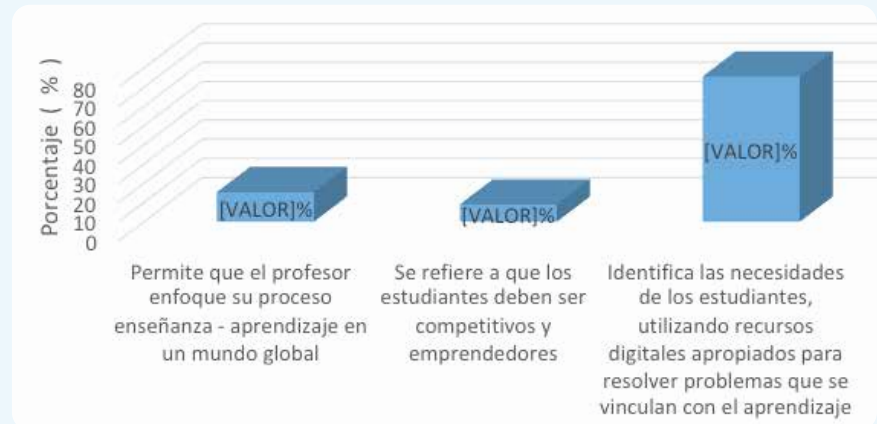 Porcentaje ( % )
80
70
60
50
40
30
20
10
0
[VALOR]%
[VALOR]%
[VALOR]%
Permite que el profesor
enfoque su proceso
enseñanza - aprendizaje en
un mundo global
Se refiere a que los
estudiantes deben ser
competitivos y
emprendedores
Identifica las necesidades
de los estudiantes,
utilizando recursos
digitales apropiados para
resolver problemas que se
vinculan con el aprendizaje